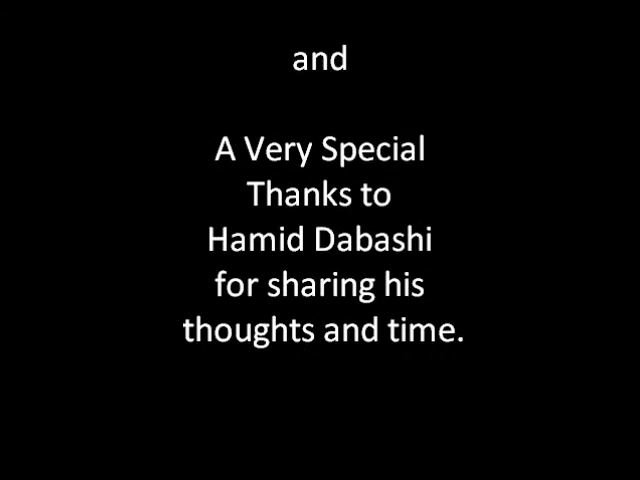 and
A Very Special
Thanks to
Hamid Dabashi
for sharing his
thoughts and time.